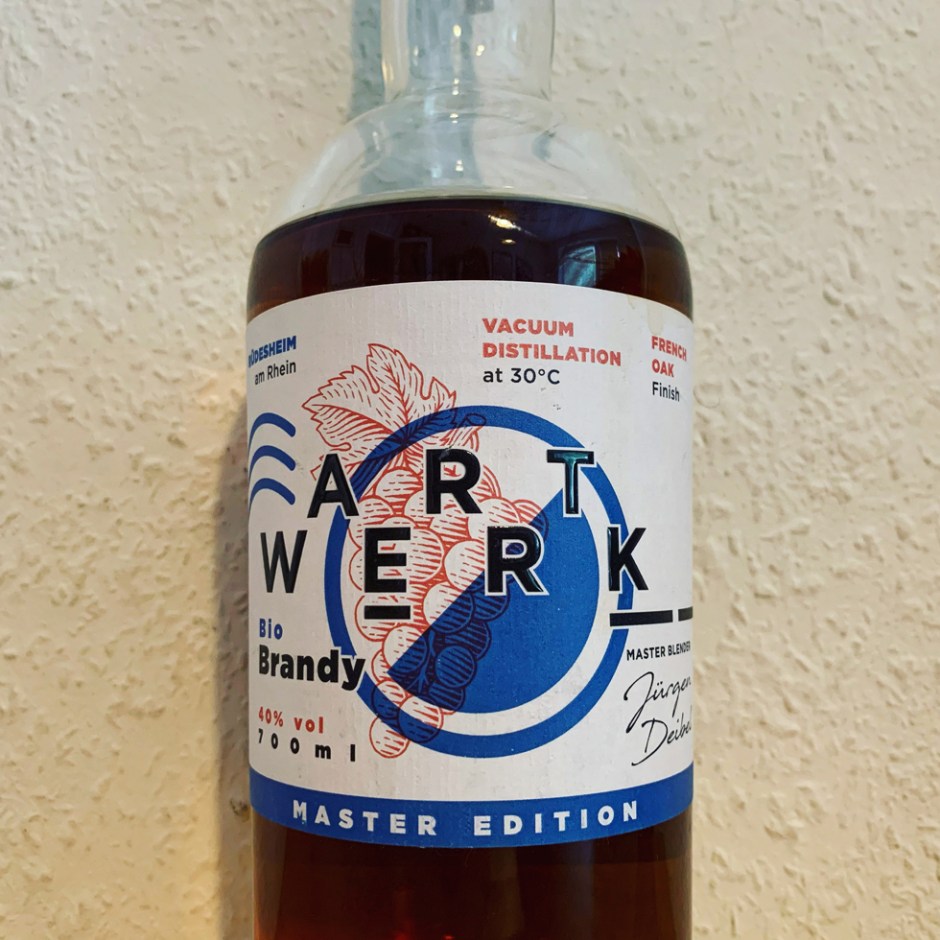 RÜDESHEIM
am Rhein
VACUUM
DISTILLATION
at 30°C
FRENCH
OAK
Finish
ART
WERK
Bio
Brandy
40% vol
700ml
MASTER BLENDER
Jürgen
Deibel
MASTER EDITION